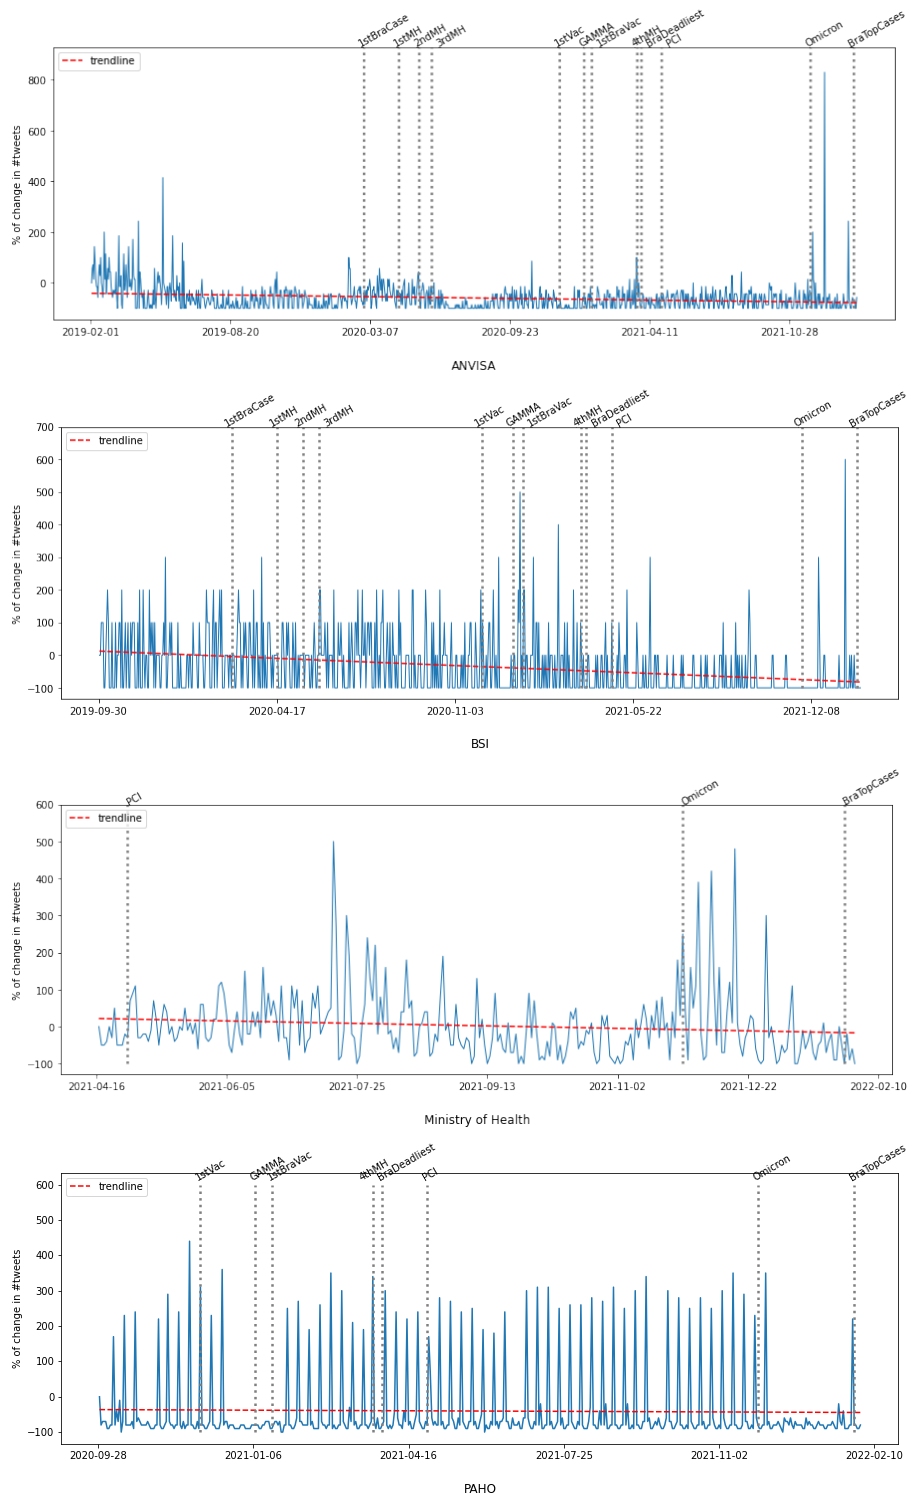 1stBraCase 1stMH 2ndMH 3rdMH 1stVac GAMMA 1stBraVac 4thMH BraDeadliest PCI Omicron BraTopCases
trendline
% of change in #tweets
800
600
400
200
0
2019-02-01 2019-08-20 2020-03-07 2020-09-23 2021-04-11 2021-10-28
ANVISA
1stBraCase 1stMH 2ndMH 3rdMH 1stVac GAMMA 1stBraVac 4thMH BraDeadliest PCI Omicron BraTopCases
trendline
% of change in #tweets
700
600
500
400
300
200
100
0
−100
2019-09-30 2020-04-17 2020-11-03 2021-05-22 2021-12-08
BSI
PCI Omicron BraTopCases
trendline
% of change in #tweets
600
500
400
300
200
100
0
−100
2021-04-16 2021-06-05 2021-07-25 2021-09-13 2021-11-02 2021-12-22 2022-02-10
Ministry of Health
1stVac GAMMA 1stBraVac 4thMH BraDeadliest PCI Omicron BraTopCases
trendline
% of change in #tweets
600
500
400
300
200
100
0
−100
2020-09-28 2021-01-06 2021-04-16 2021-07-25 2021-11-02 2022-02-10
PAHO